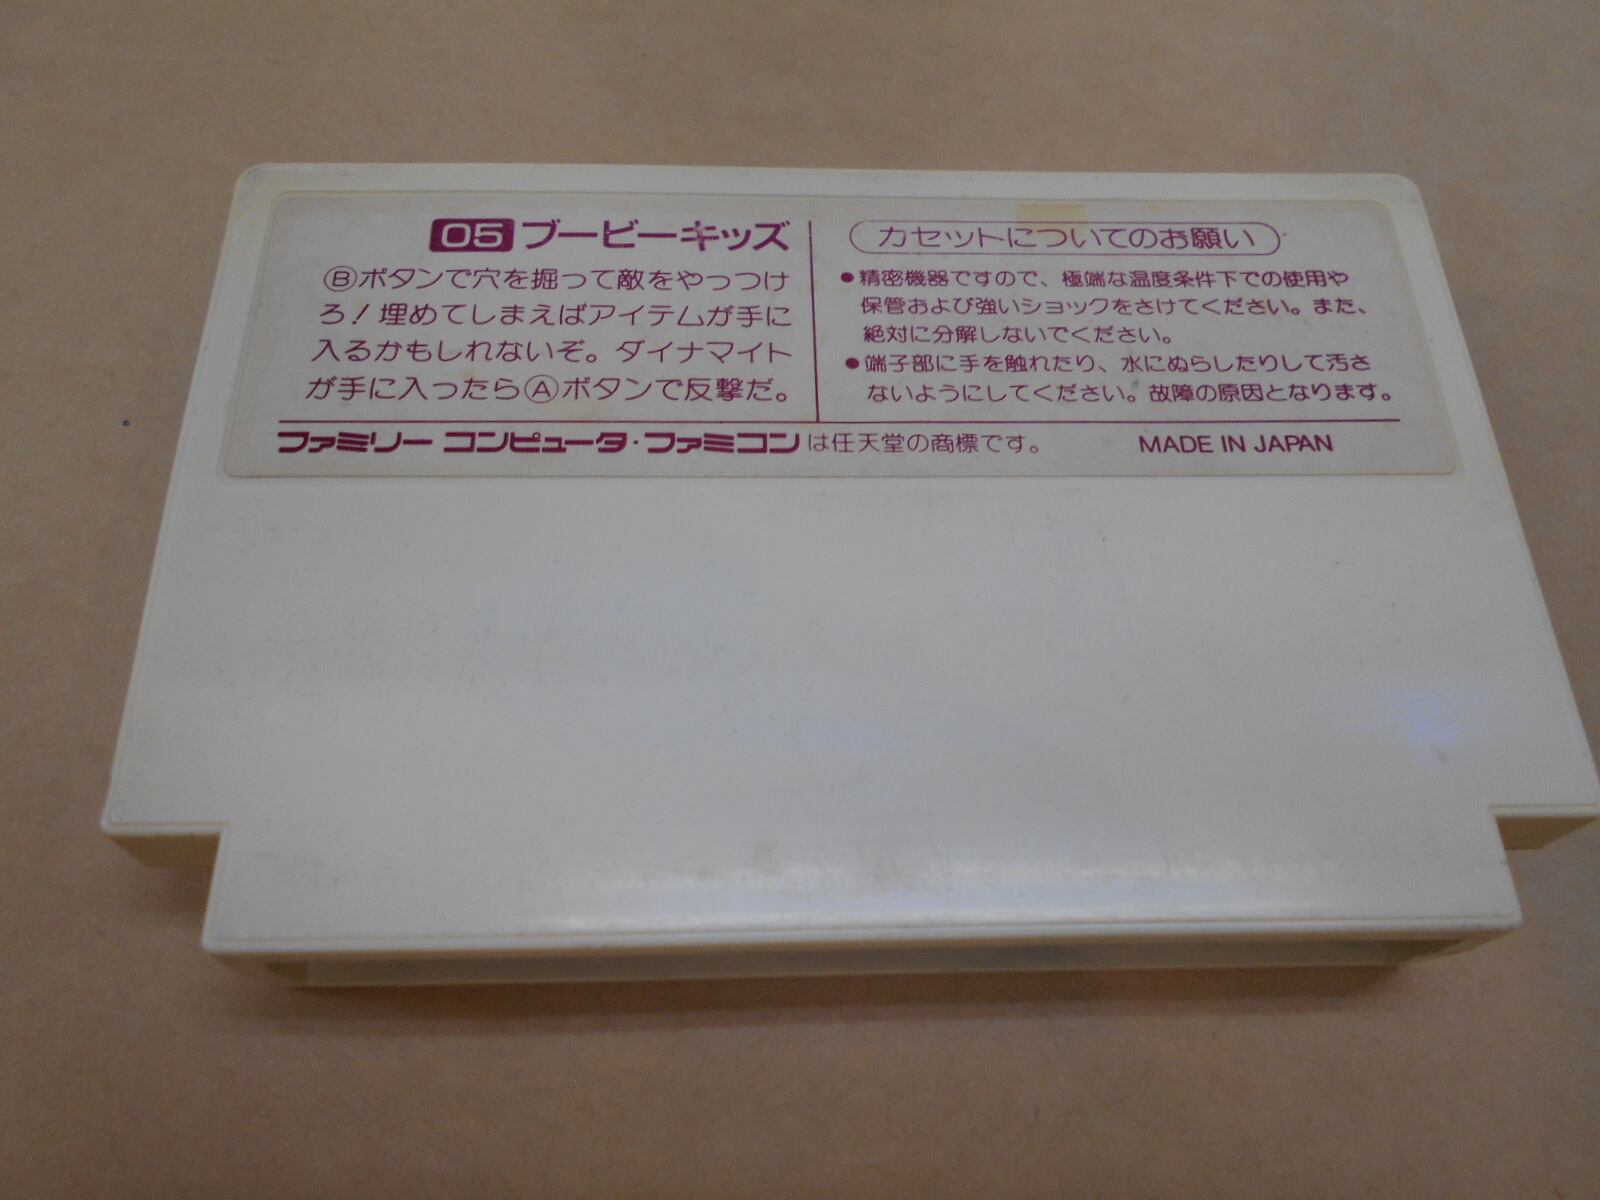 05 ブービーキッズ
Ⓑボタンで穴を掘って敵をやっつけ
ろ！埋めてしまえばアイテムが手に
入るかもしれないぞ。ダイナマイト
が手に入ったらⒶボタンで反撃だ。
カセットについてのお願い
●精密機器ですので、極端な温度条件下での使用や
保管および強いショックをさけてください。また、
絶対に分解しないでください。
●端子部に手を触れたり、水にぬらしたりして汚さ
ないようにしてください。故障の原因となります。
ファミリー コンピュータ・ファミコンは任天堂の商標です。
MADE IN JAPAN